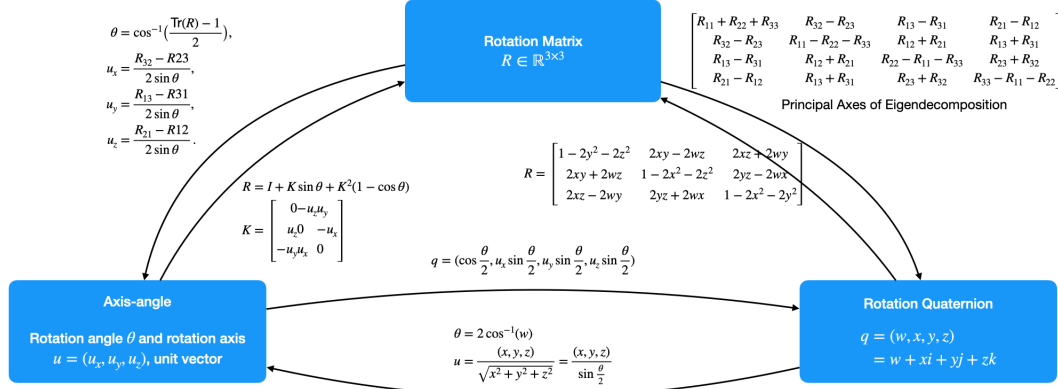 θ = cos⁻¹((Tr(R) − 1)/2),
u_x = (R_32 − R23)/(2 sin θ),
u_y = (R_13 − R31)/(2 sin θ),
u_z = (R_21 − R12)/(2 sin θ).
Rotation Matrix
R ∈ ℝ^{3×3}
[R_11 + R_22 + R_33  R_32 − R_23  R_13 − R_31  R_21 − R_12
R_32 − R_23  R_11 − R_22 − R_33  R_12 + R_21  R_13 + R_31
R_13 − R_31  R_12 + R_21  R_22 − R_11 − R_33  R_23 + R_32
R_21 − R_12  R_13 + R_31  R_23 + R_32  R_33 − R_11 − R_22]
Principal Axes of Eigendecomposition
R = I + K sin θ + K²(1 − cos θ)
K = [0−u_z u_y
u_z 0  −u_x
−u_y u_x  0]
R = [1 − 2y² − 2z²  2xy − 2wz  2xz + 2wy
2xy + 2wz  1 − 2x² − 2z²  2yz − 2wx
2xz − 2wy  2yz + 2wx  1 − 2x² − 2y²]
q = (cos θ/2, u_x sin θ/2, u_y sin θ/2, u_z sin θ/2)
Axis-angle
Rotation angle θ and rotation axis
u = (u_x, u_y, u_z), unit vector
θ = 2 cos⁻¹(w)
u = (x, y, z)/√(x² + y² + z²) = (x, y, z)/(sin θ/2)
Rotation Quaternion
q = (w, x, y, z)
= w + xi + yj + zk